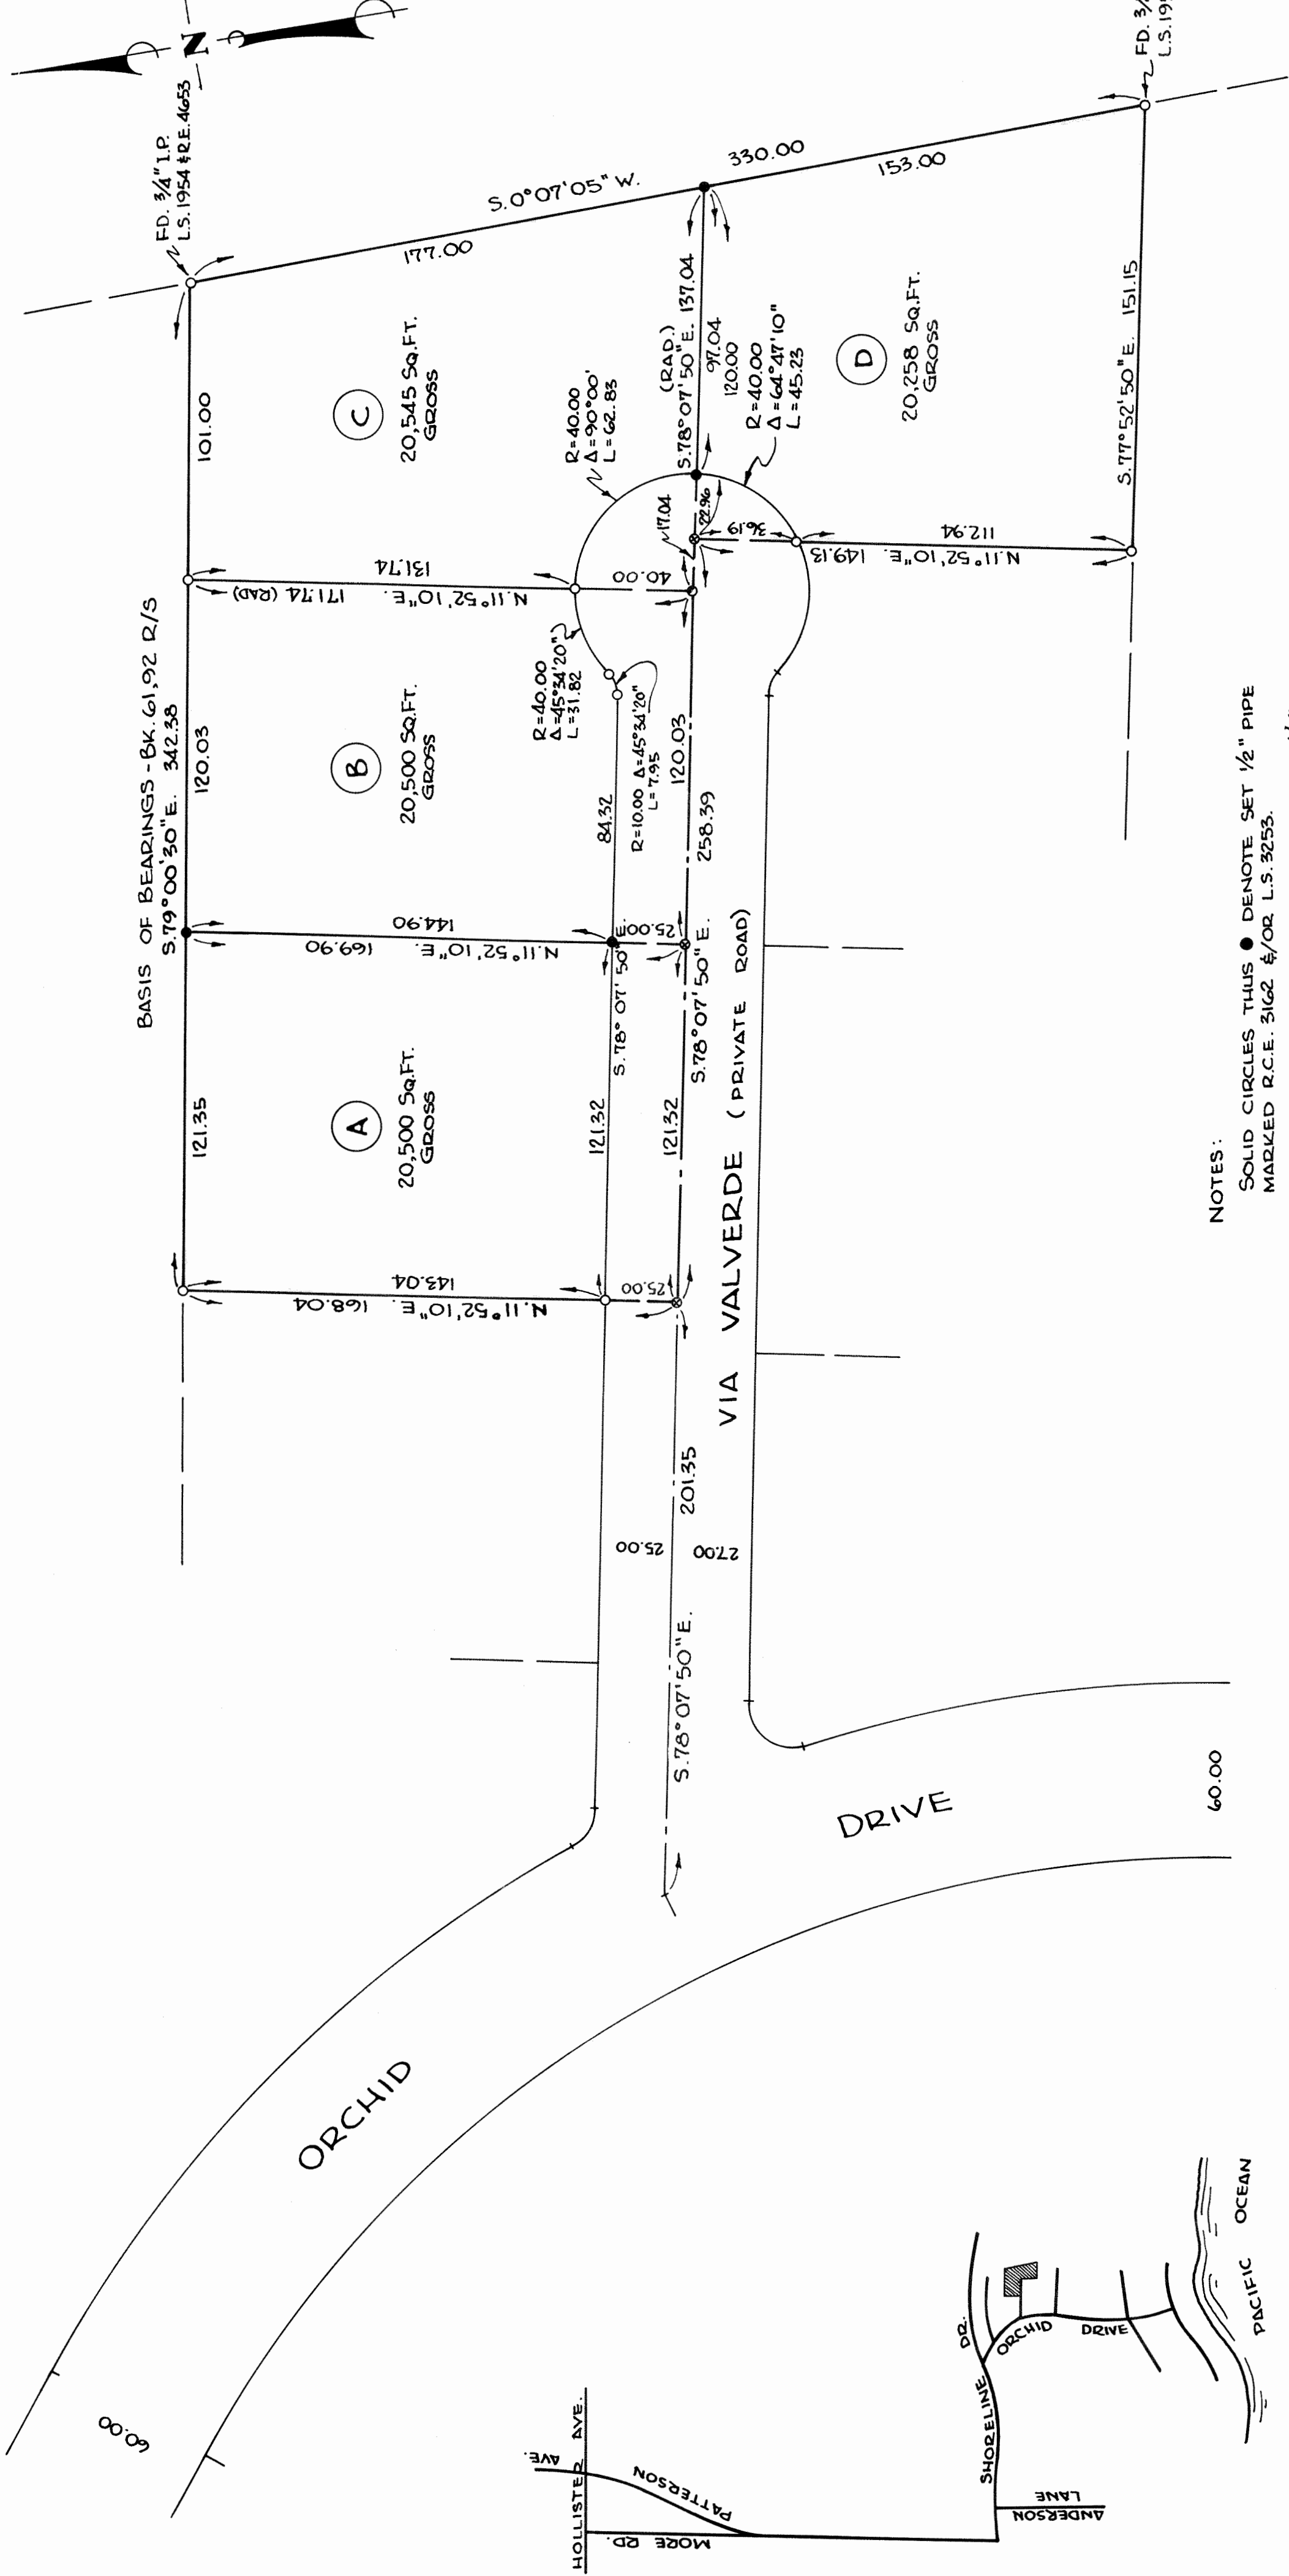 N
FD. 3/4" I.P.
L.S. 1954 & R.E. 4653
FD. 3/
L.S. 195
BASIS OF BEARINGS - BK. 61, 92 R/S
S. 79° 00' 30" E. 342.38
121.35
120.03
101.00
S. 0° 07' 05" W.
177.00
330.00
153.00
A
20,500 SQ. FT.
GROSS
B
20,500 SQ. FT.
GROSS
C
20,545 SQ. FT.
GROSS
D
20,258 SQ. FT.
GROSS
N. 11° 52' 10" E. 168.04
143.04
25.00
N. 11° 52' 10" E. 169.90
144.90
25.00
N. 11° 52' 10" E. 171.74 (RAD)
131.74
40.00
R=40.00
Δ=90°00'
L=62.83
R=40.00
Δ=45°34'20"
L=31.82
R=10.00 Δ=45°34'20"
L=7.95
(RAD.)
S. 78° 07' 50" E. 137.04
97.04
120.00
R=40.00
Δ=64°47'10"
L=45.23
17.04
22.96
36.19
N. 11° 52' 10" E. 149.13
112.94
S. 77° 52' 50" E. 151.15
121.32
S. 78° 07' 50" E.
84.32
121.32
120.03
S. 78° 07' 50" E.
258.39
VIA VALVERDE (PRIVATE ROAD)
S. 78° 07' 50" E.
201.35
25.00
27.00
ORCHID
DRIVE
60.00
60.00
NOTES:
SOLID CIRCLES THUS ● DENOTE SET 1/2" PIPE
MARKED R.C.E. 3162 &/OR L.S. 3253.
HOLLISTER AVE.
PATTERSON
AVE.
MORE RD.
ANDERSON
LANE
SHORELINE
DR.
ORCHID
DRIVE
PACIFIC OCEAN